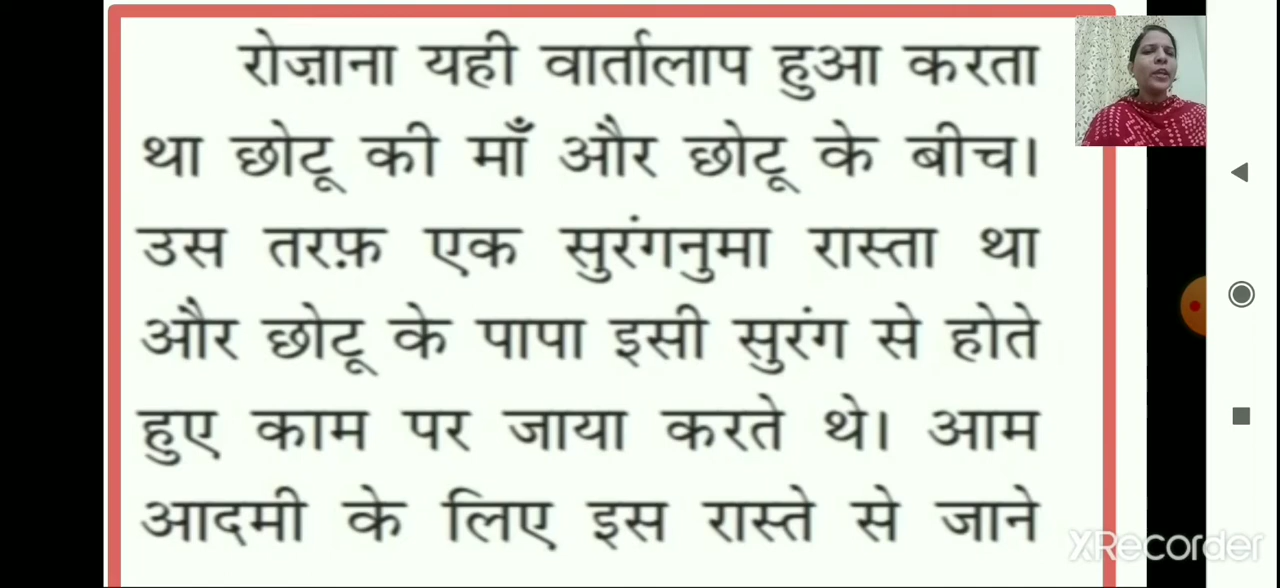 रोज़ाना यही वार्तालाप हुआ करता
था छोटू की माँ और छोटू के बीच।
उस तरफ़ एक सुरंगनुमा रास्ता था
और छोटू के पापा इसी सुरंग से होते
हुए काम पर जाया करते थे। आम
आदमी के लिए इस रास्ते से जाने
XRecorder